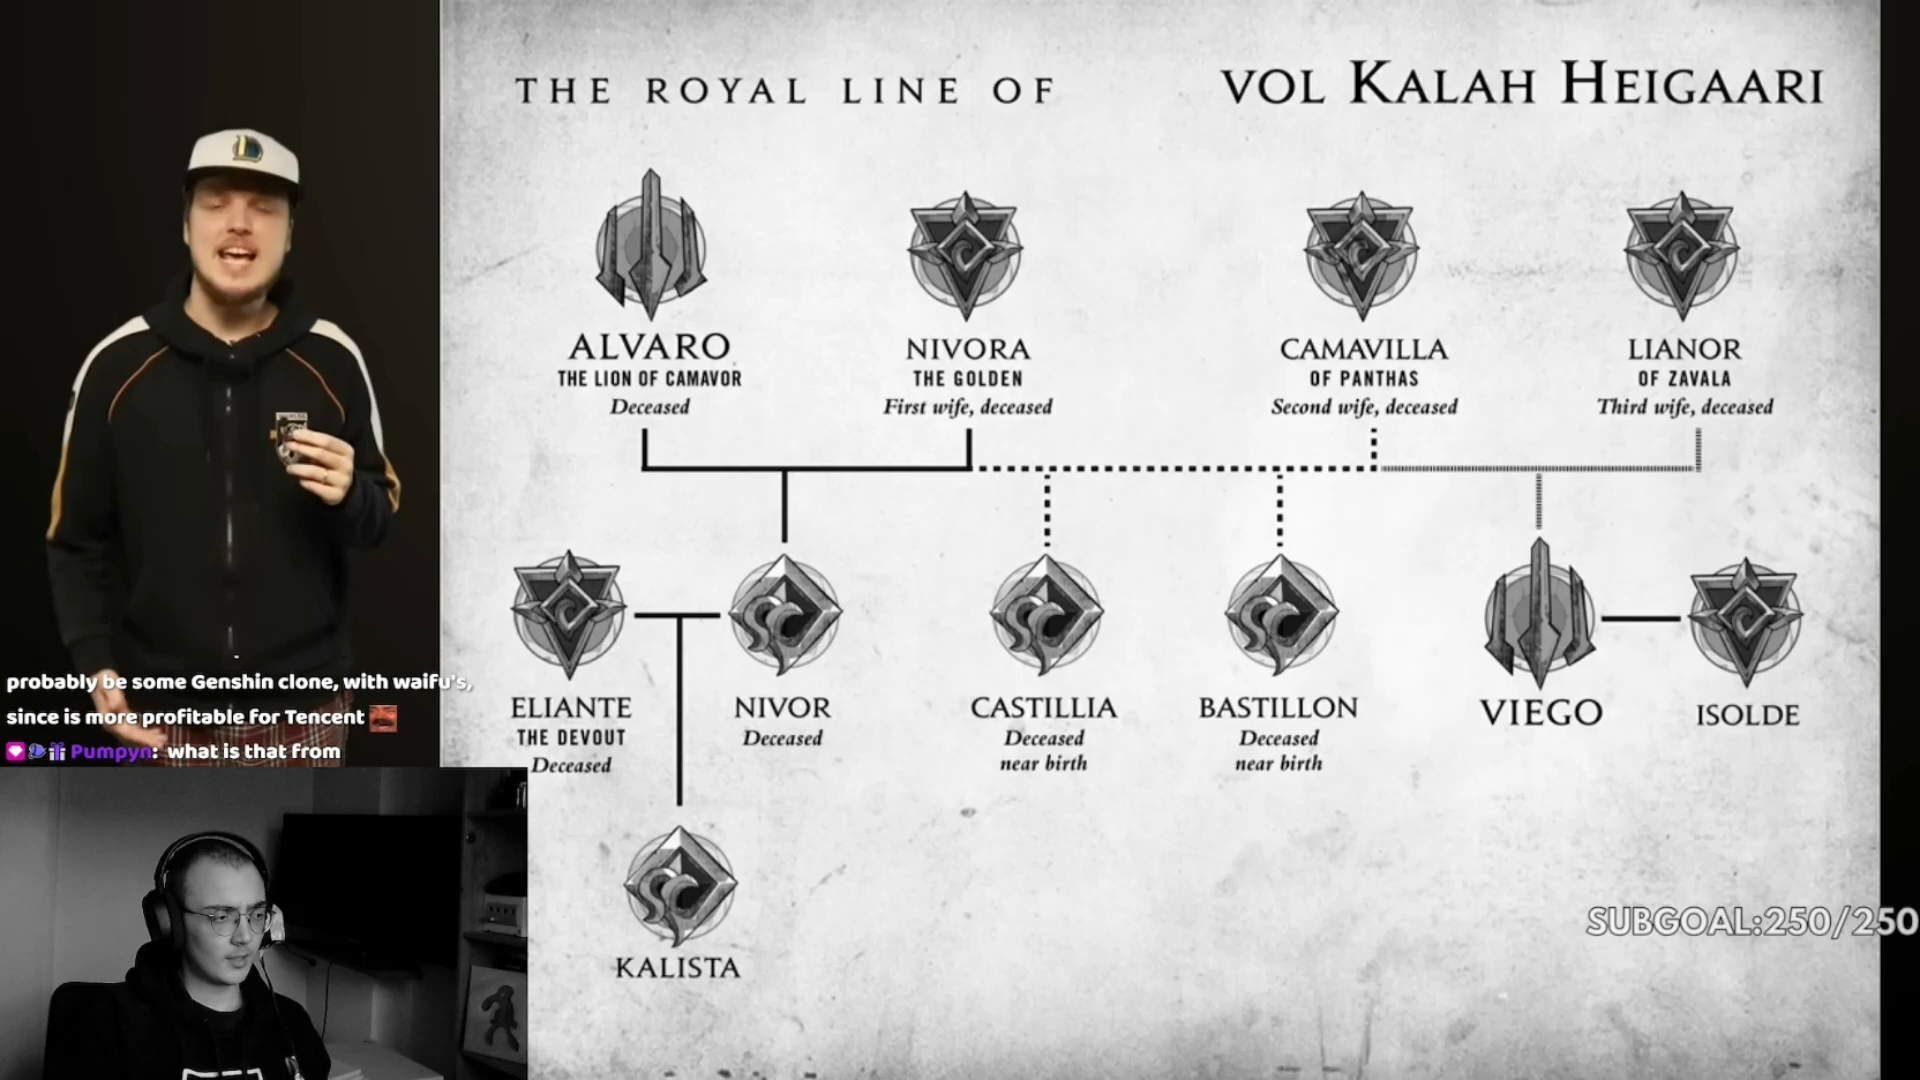 THE ROYAL LINE OF VOL KALAH HEIGAARI
ALVARO
THE LION OF CAMAVOR
Deceased
NIVORA
THE GOLDEN
First wife, deceased
CAMAVILLA
OF PANTHAS
Second wife, deceased
LIANOR
OF ZAVALA
Third wife, deceased
ELIANTE
THE DEVOUT
Deceased
NIVOR
Deceased
CASTILLIA
Deceased
near birth
BASTILLON
Deceased
near birth
VIEGO
ISOLDE
KALISTA
probably be some Genshin clone, with waifu's,
since is more profitable for Tencent
Pumpyn: what is that from
SUBGOAL:250/250